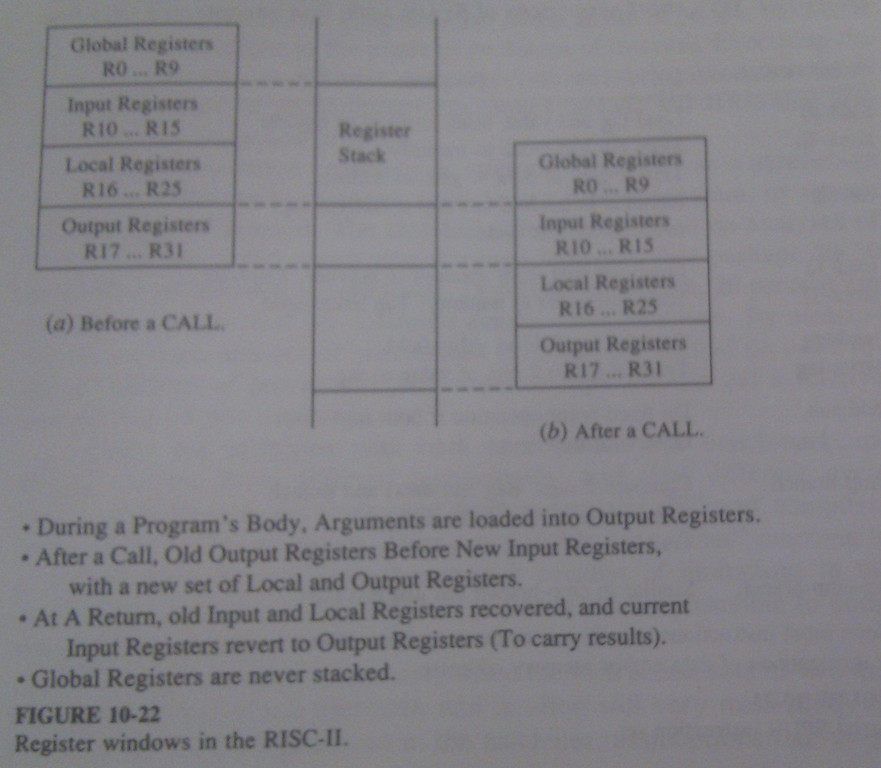 Global Registers
R0 ... R9
Input Registers
R10 ... R15
Local Registers
R16 ... R25
Output Registers
R17 ... R31
(a) Before a CALL.
Register
Stack
Global Registers
R0 ... R9
Input Registers
R10 ... R15
Local Registers
R16 ... R25
Output Registers
R17 ... R31
(b) After a CALL.
• During a Program's Body, Arguments are loaded into Output Registers.
• After a Call, Old Output Registers Before New Input Registers,
with a new set of Local and Output Registers.
• At A Return, old Input and Local Registers recovered, and current
Input Registers revert to Output Registers (To carry results).
• Global Registers are never stacked.
FIGURE 10-22
Register windows in the RISC-II.